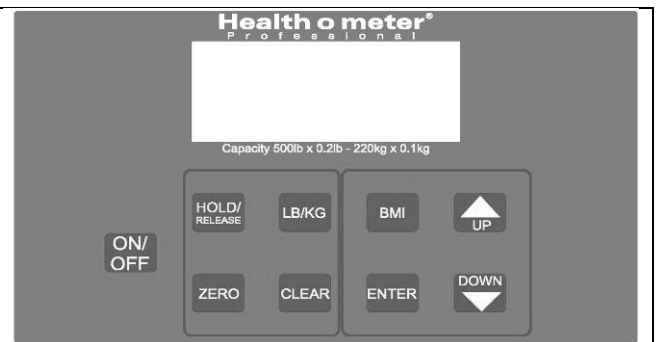 Health o meter®
Professional
Capacity 500lb x 0.2lb - 220kg x 0.1kg
HOLD/
RELEASE
LB/KG
BMI
UP
ON/
OFF
ZERO
CLEAR
ENTER
DOWN